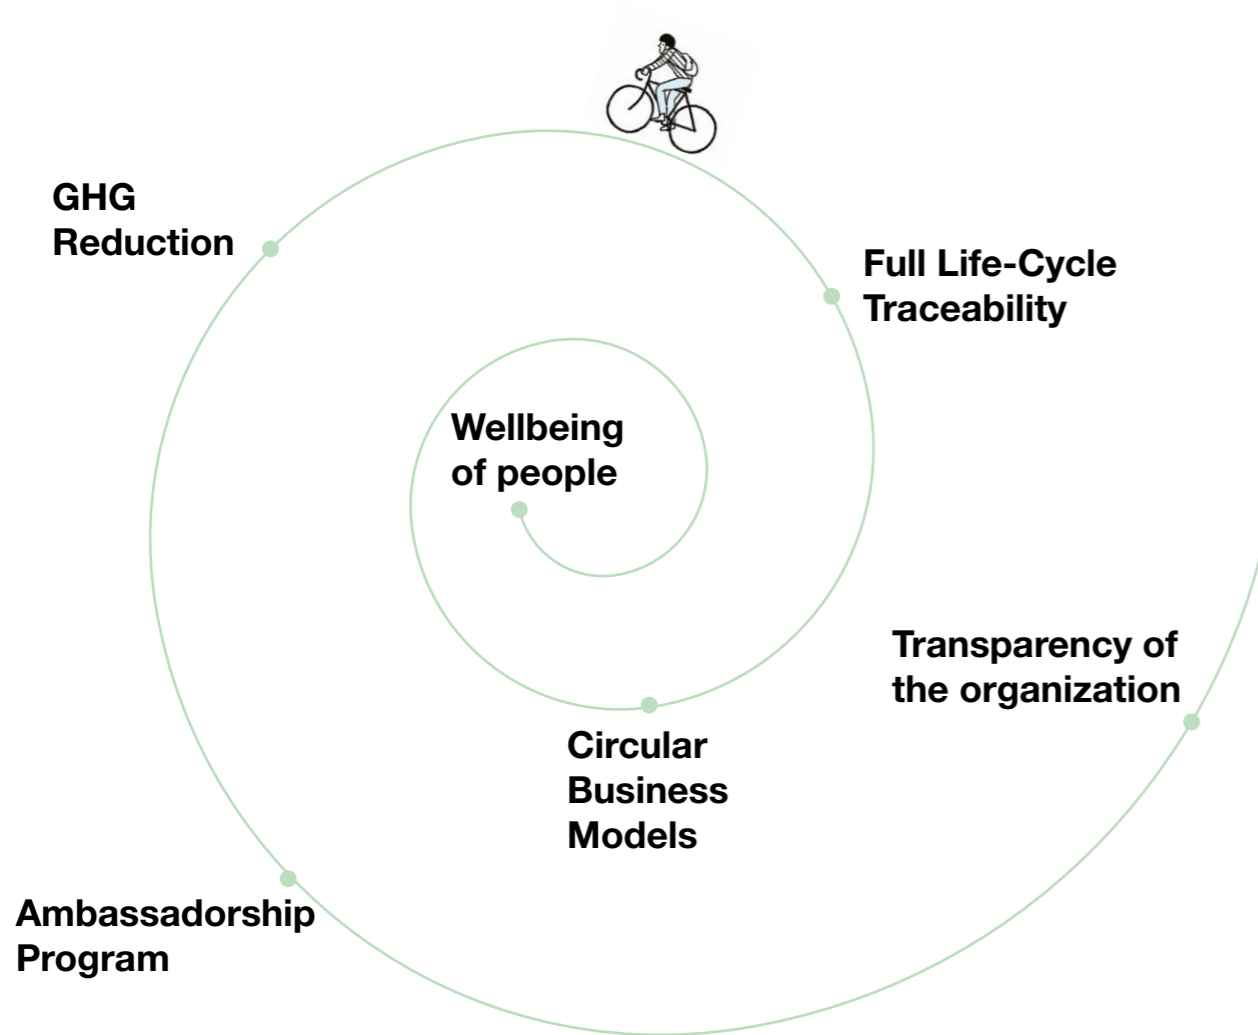 GHG
Reduction
Full Life-Cycle
Traceability
Wellbeing
of people
Transparency of
the organization
Circular
Business
Models
Ambassadorship
Program